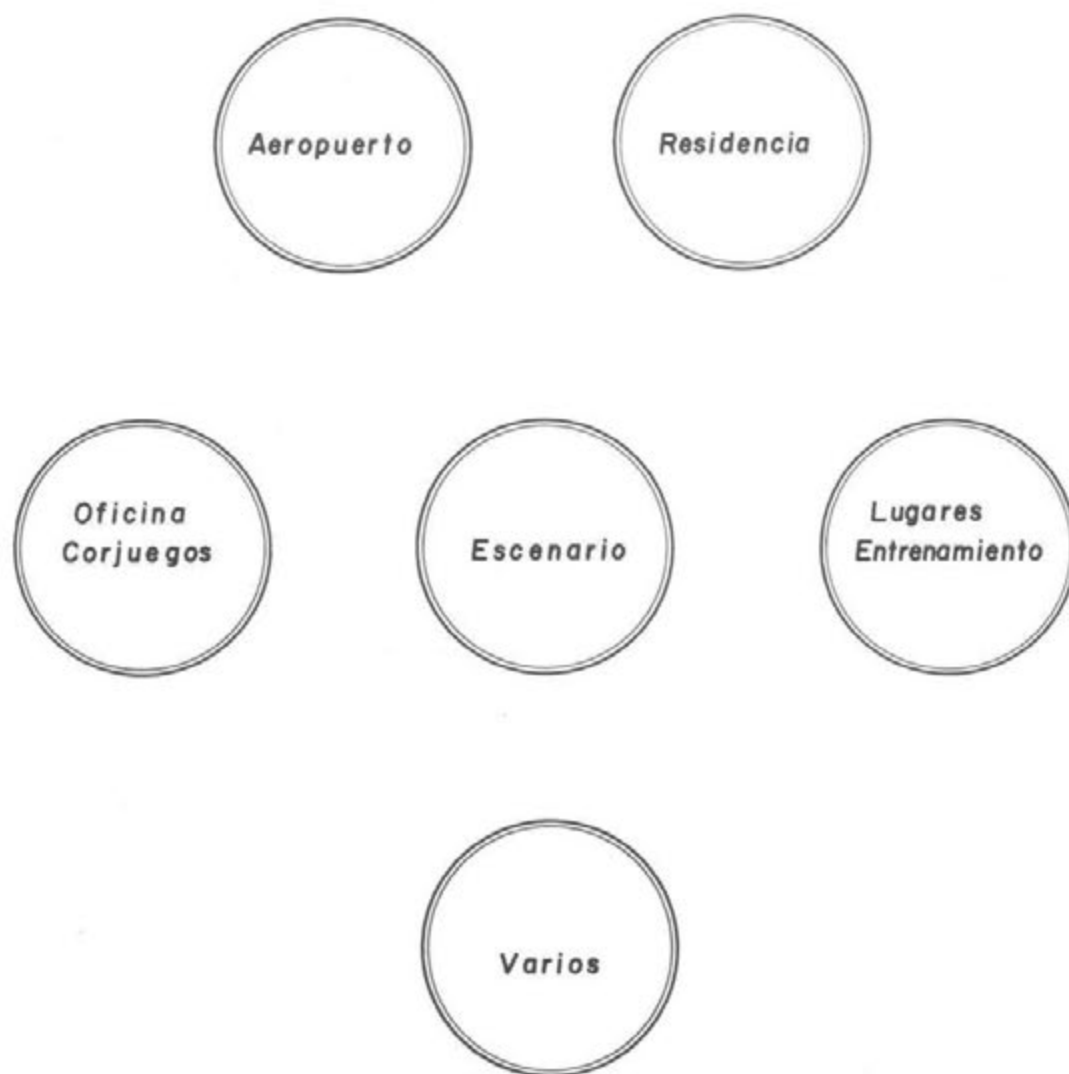 Aeropuerto
Residencia
Oficina
Corjuegos
Escenario
Lugares
Entrenamiento
Varios